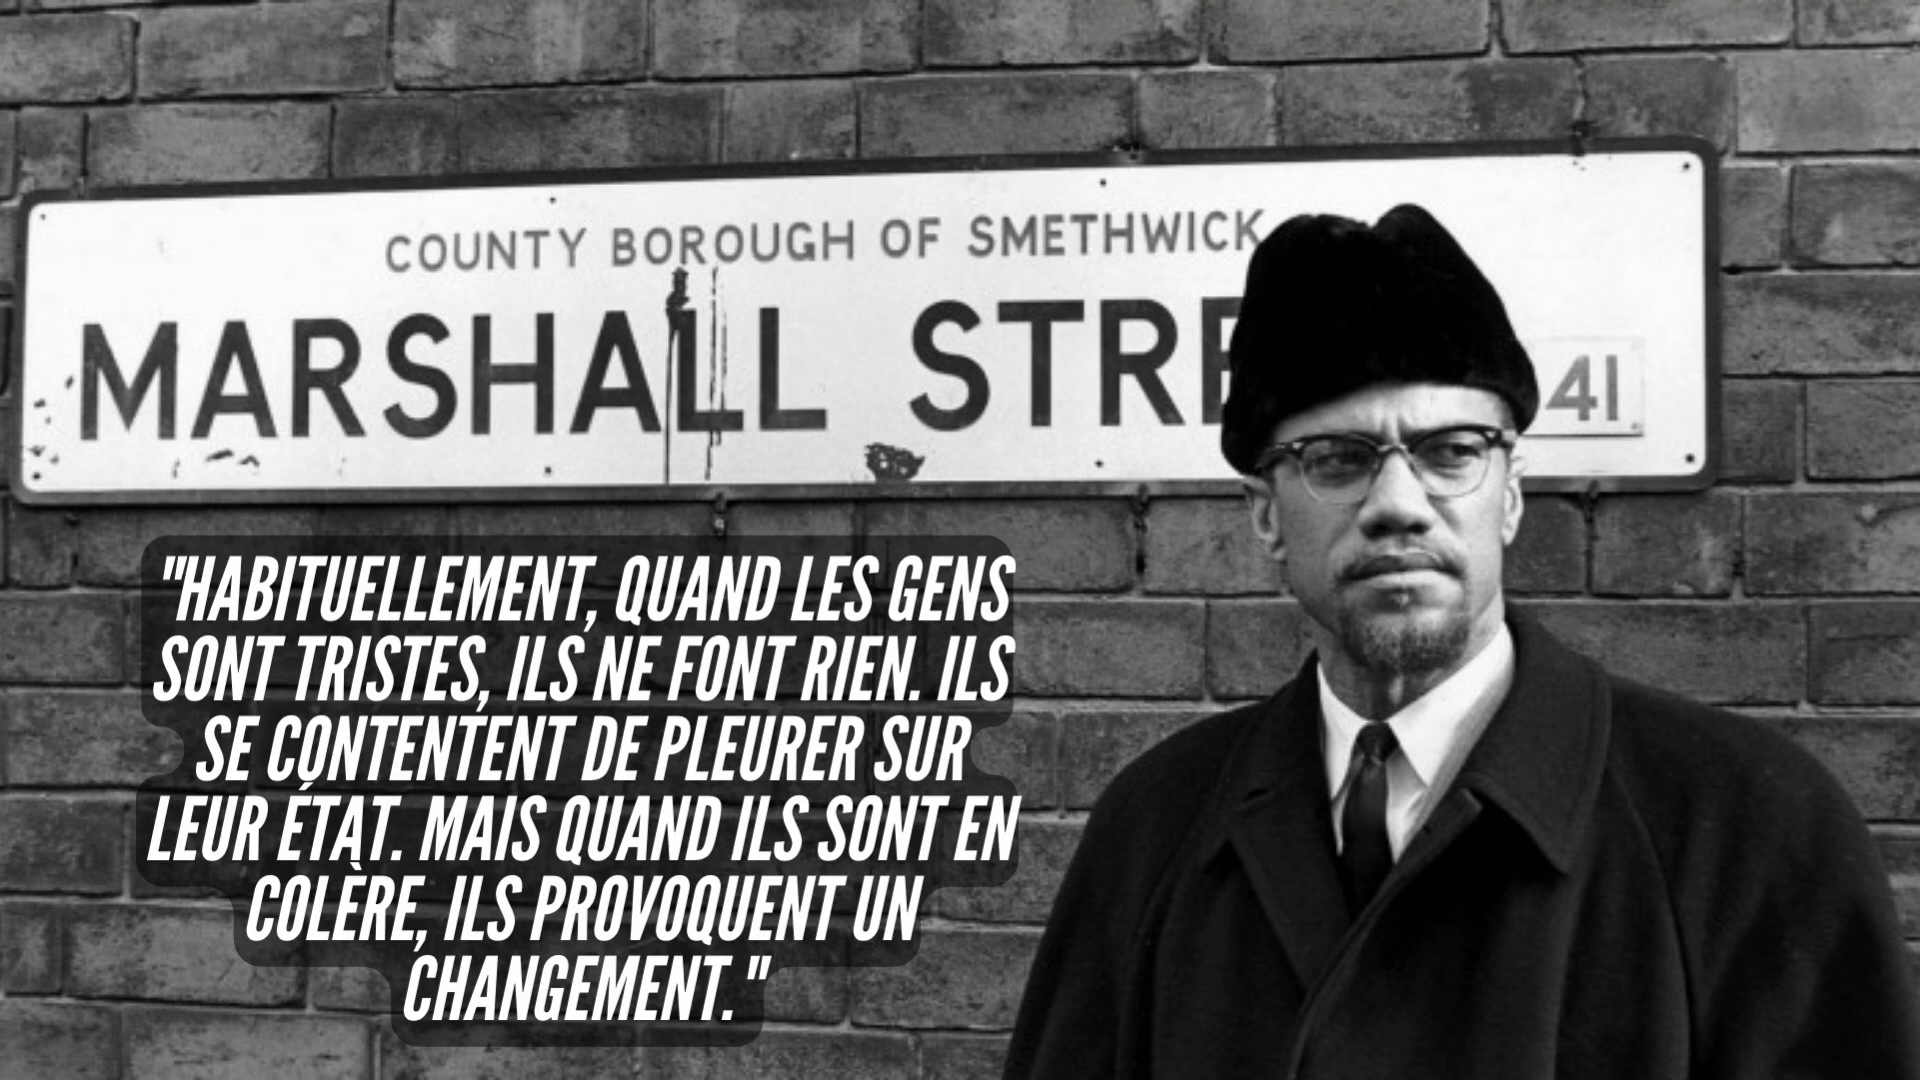 COUNTY BOROUGH OF SMETHWICK
MARSHALL STRE
41
"HABITUELLEMENT, QUAND LES GENS
SONT TRISTES, ILS NE FONT RIEN. ILS
SE CONTENTENT DE PLEURER SUR
LEUR ÉTAT. MAIS QUAND ILS SONT EN
COLÈRE, ILS PROVOQUENT UN
CHANGEMENT."